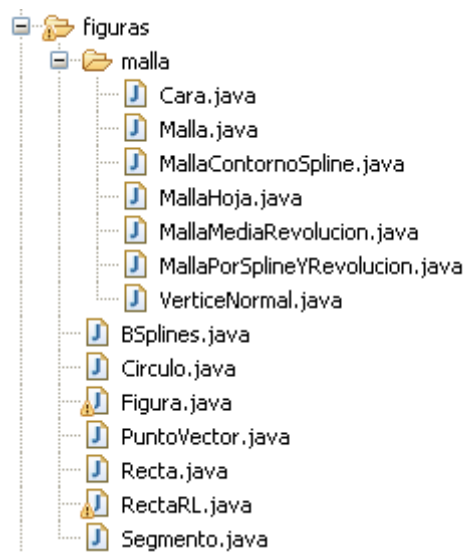 figuras
malla
Cara.java
Malla.java
MallaContornoSpline.java
MallaHoja.java
MallaMediaRevolucion.java
MallaPorSplineYRevolucion.java
VerticeNormal.java
BSplines.java
Circulo.java
Figura.java
PuntoVector.java
Recta.java
RectaRL.java
Segmento.java